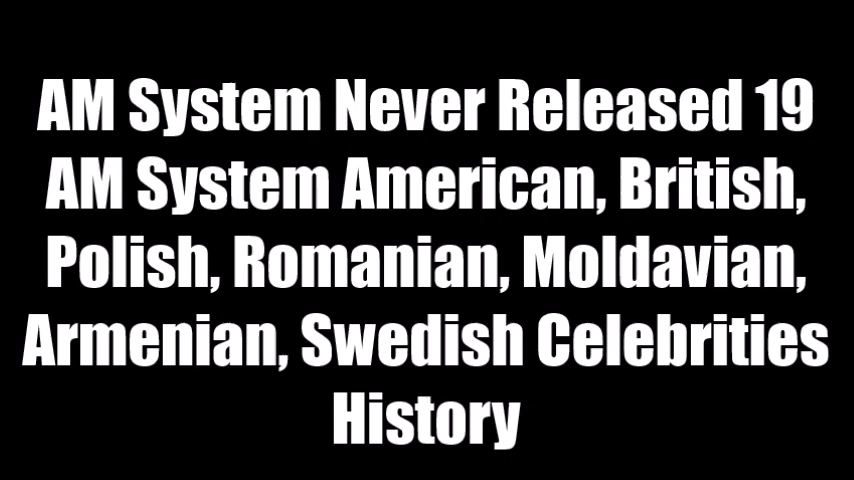 AM System Never Released 19
AM System American, British,
Polish, Romanian, Moldavian,
Armenian, Swedish Celebrities
History